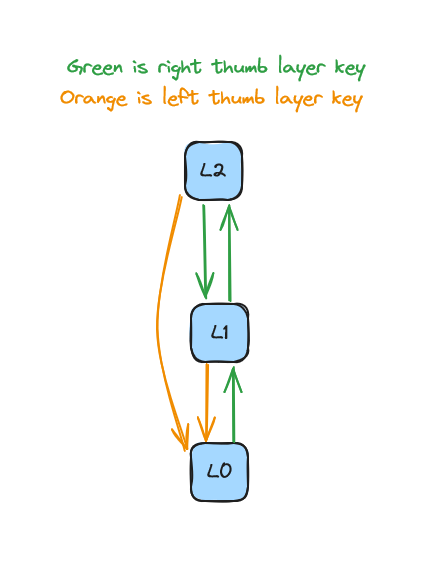 Green is right thumb layer key
Orange is left thumb layer key
L2
L1
L0